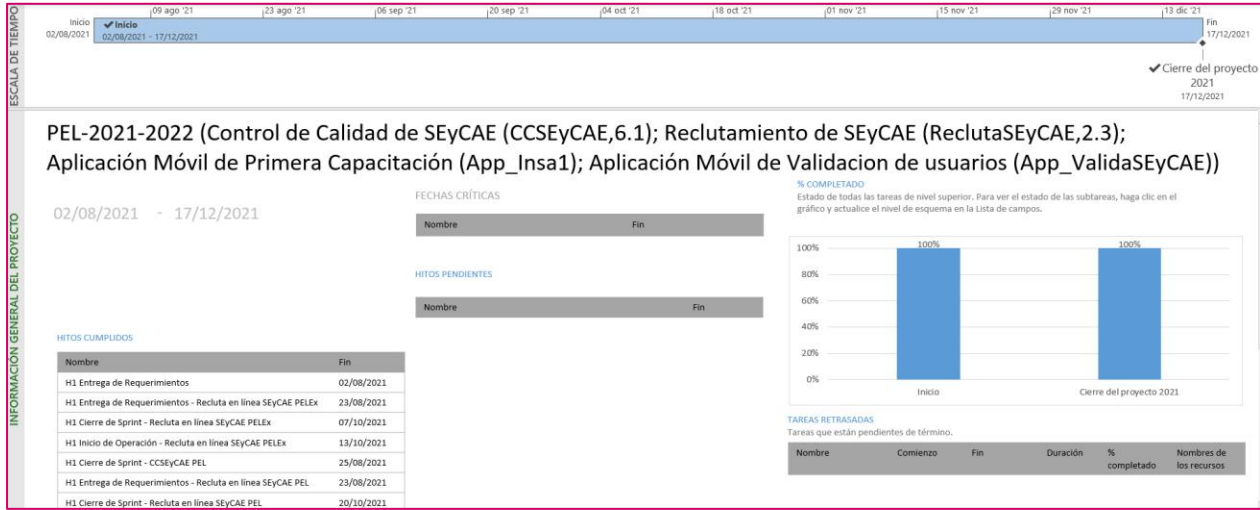 ESCALA DE TIEMPO
09 ago '21 23 ago '21 06 sep '21 20 sep '21 04 oct '21 18 oct '21 01 nov '21 15 nov '21 29 nov '21 13 dic '21
Inicio
02/08/2021
✔Inicio
02/08/2021 - 17/12/2021
Fin
17/12/2021
✔Cierre del proyecto
2021
17/12/2021
INFORMACIÓN GENERAL DEL PROYECTO
PEL-2021-2022 (Control de Calidad de SEyCAE (CCSEyCAE,6.1); Reclutamiento de SEyCAE (ReclutaSEyCAE,2.3);
Aplicación Móvil de Primera Capacitación (App_Insa1); Aplicación Móvil de Validacion de usuarios (App_ValidaSEyCAE))
02/08/2021 - 17/12/2021
FECHAS CRÍTICAS
Nombre Fin
HITOS PENDIENTES
Nombre Fin
HITOS CUMPLIDOS
Nombre Fin
H1 Entrega de Requerimientos 02/08/2021
H1 Entrega de Requerimientos - Recluta en línea SEyCAE PELEx 23/08/2021
H1 Cierre de Sprint - Recluta en línea SEyCAE PELEx 07/10/2021
H1 Inicio de Operación - Recluta en línea SEyCAE PELEx 13/10/2021
H1 Cierre de Sprint - CCSEyCAE PEL 25/08/2021
H1 Entrega de Requerimientos - Recluta en línea SEyCAE PEL 23/08/2021
H1 Cierre de Sprint - Recluta en línea SEyCAE PEL 20/10/2021
% COMPLETADO
Estado de todas las tareas de nivel superior. Para ver el estado de las subtareas, haga clic en el
gráfico y actualice el nivel de esquema en la Lista de campos.
100% 100%
100%
80%
60%
40%
20%
0%
Inicio Cierre del proyecto 2021
TAREAS RETRASADAS
Tareas que están pendientes de término.
Nombre Comienzo Fin Duración % completado Nombres de los recursos